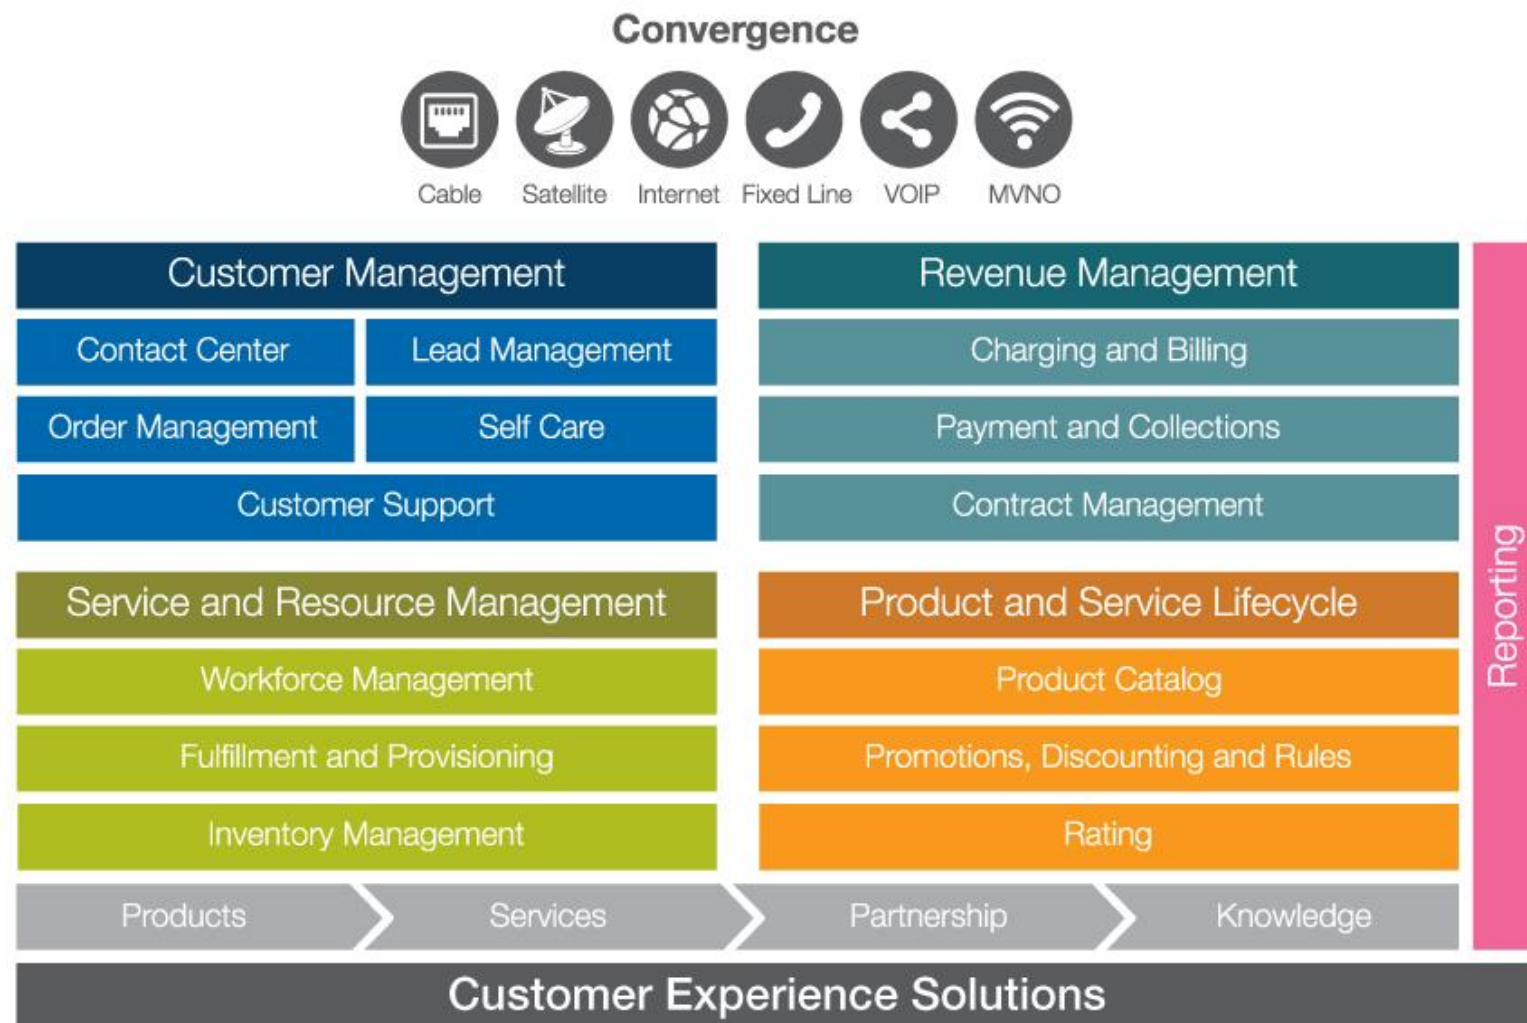 Convergence
Cable
Satellite
Internet
Fixed Line
VOIP
MVNO
Customer Management
Contact Center
Lead Management
Order Management
Self Care
Customer Support
Revenue Management
Charging and Billing
Payment and Collections
Contract Management
Service and Resource Management
Workforce Management
Fulfillment and Provisioning
Inventory Management
Product and Service Lifecycle
Product Catalog
Promotions, Discounting and Rules
Rating
Reporting
Products
Services
Partnership
Knowledge
Customer Experience Solutions